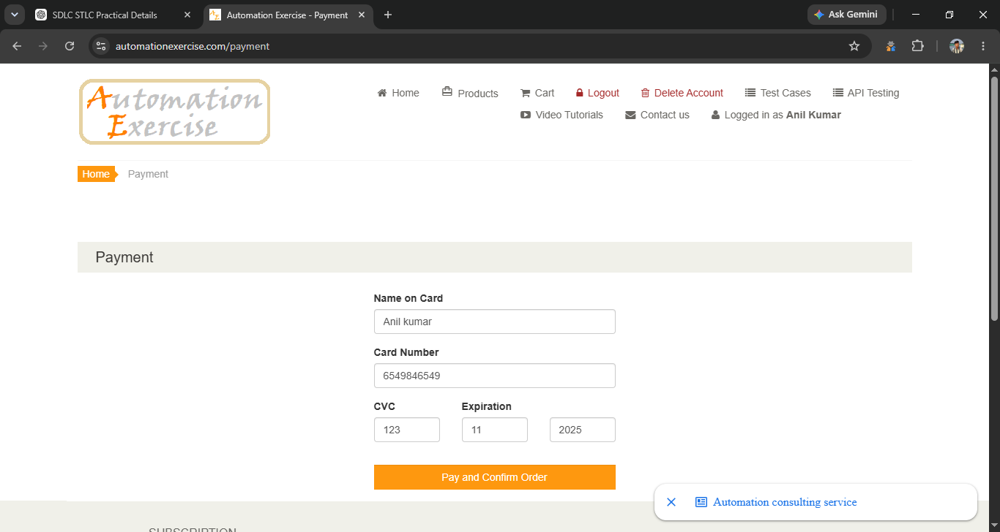 SDLC STLC Practical Details
Automation Exercise - Payment
Ask Gemini
automationexercise.com/payment
Automation
Exercise
Home Products Cart Logout Delete Account Test Cases API Testing
Video Tutorials Contact us Logged in as Anil Kumar
Home Payment
Payment
Name on Card
Anil kumar
Card Number
6549846549
CVC Expiration
123 11 2025
Pay and Confirm Order
Automation consulting service
SUBSCRIPTION